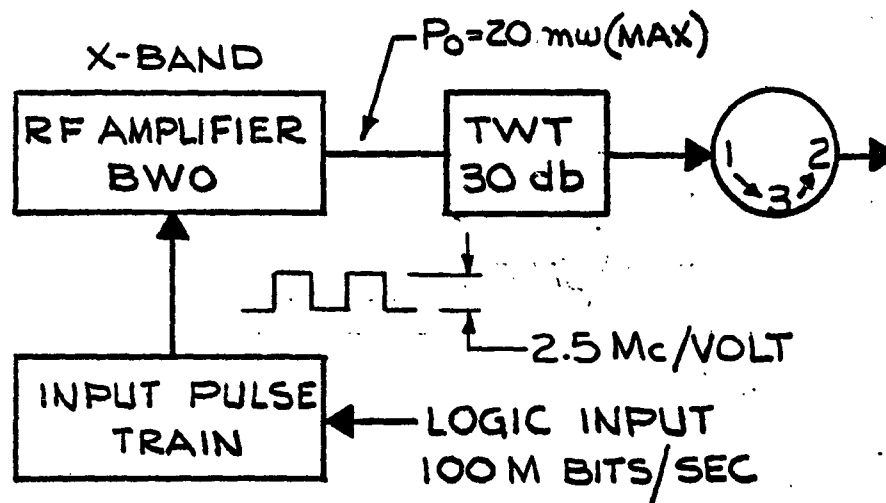 X-BAND
P₀=20 mw(MAX)
RF AMPLIFIER
BWO
TWT
30 db
1 2
3
2.5 Mc/VOLT
INPUT PULSE
TRAIN
LOGIC INPUT
100 M BITS/SEC